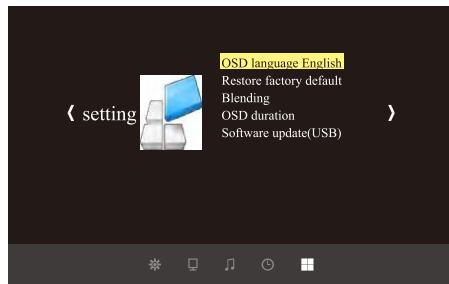 setting
OSD language English
Restore factory default
Blending
OSD duration
Software update(USB)